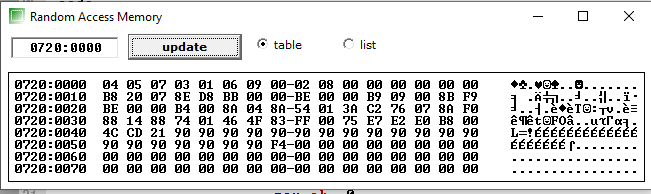 Random Access Memory
0720:0000 update table list
0720:0000 04 05 07 03 01 06 09 00-02 08 00 00 00 00 00 00 ♦♣.♥☺♠..☻.......
0720:0010 B8 20 07 8E D8 BB 00 00-BE 00 00 B9 09 00 8B F9
0720:0020 BE 00 00 B4 00 8A 04 8A-54 01 3A C2 76 07 8A F0
0720:0030 88 14 88 74 01 46 4F 83-FF 00 75 E7 E2 E0 B8 00
0720:0040 4C CD 21 90 90 90 90 90-90 90 90 90 90 90 90 90 L=!ÉÉÉÉÉÉÉÉÉÉÉÉÉ
0720:0050 90 90 90 90 90 90 90 F4-00 00 00 00 00 00 00 00 ÉÉÉÉÉÉÉ⌠........
0720:0060 00 00 00 00 00 00 00 00-00 00 00 00 00 00 00 00 ................
0720:0070 00 00 00 00 00 00 00 00-00 00 00 00 00 00 00 00 ................